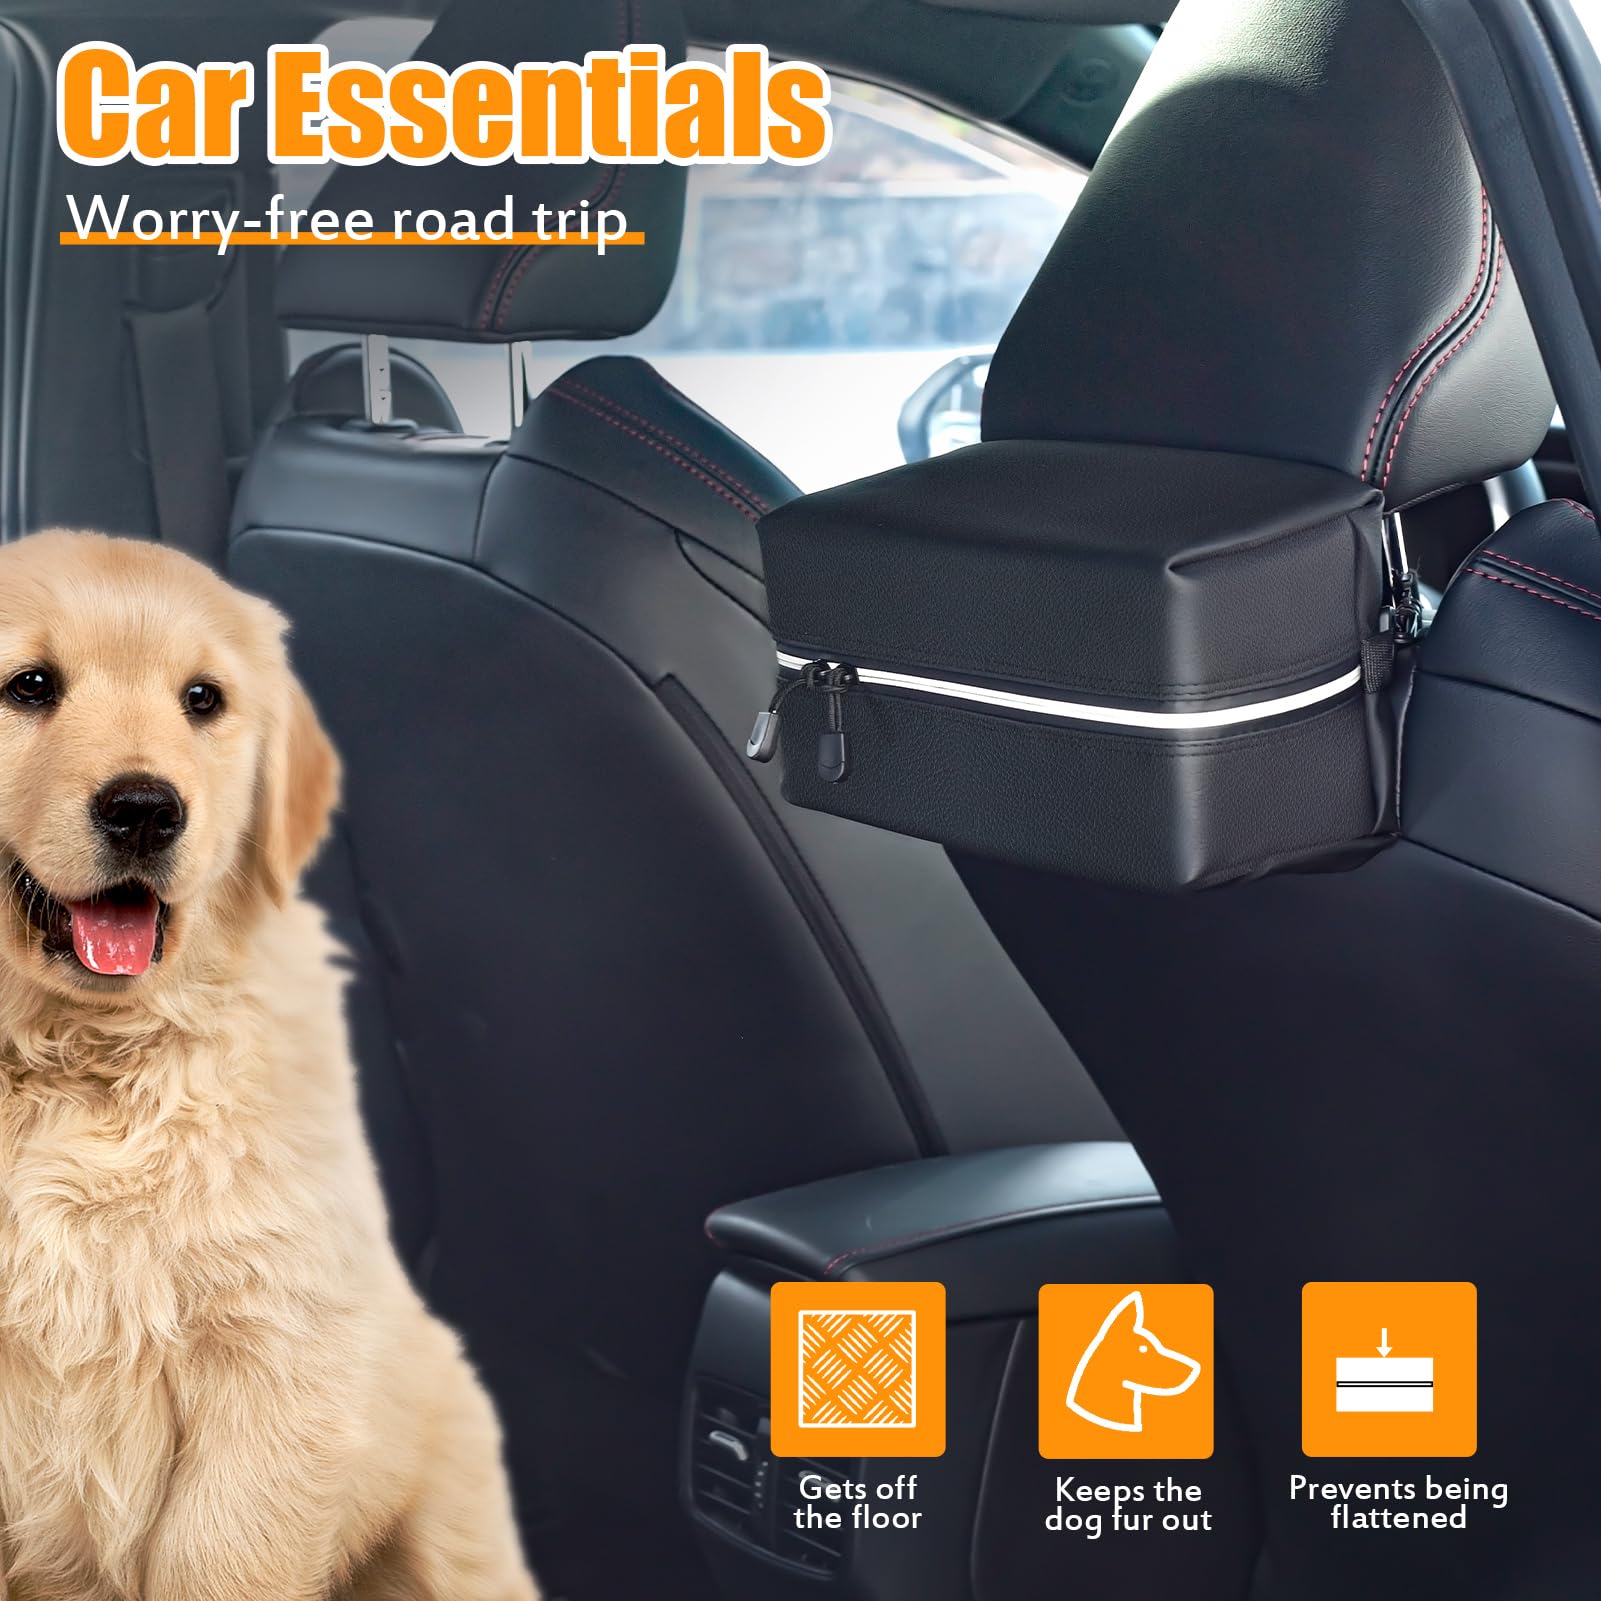 Car Essentials
Worry-free road trip
Gets off
the floor
Keeps the
dog fur out
Prevents being
flattened